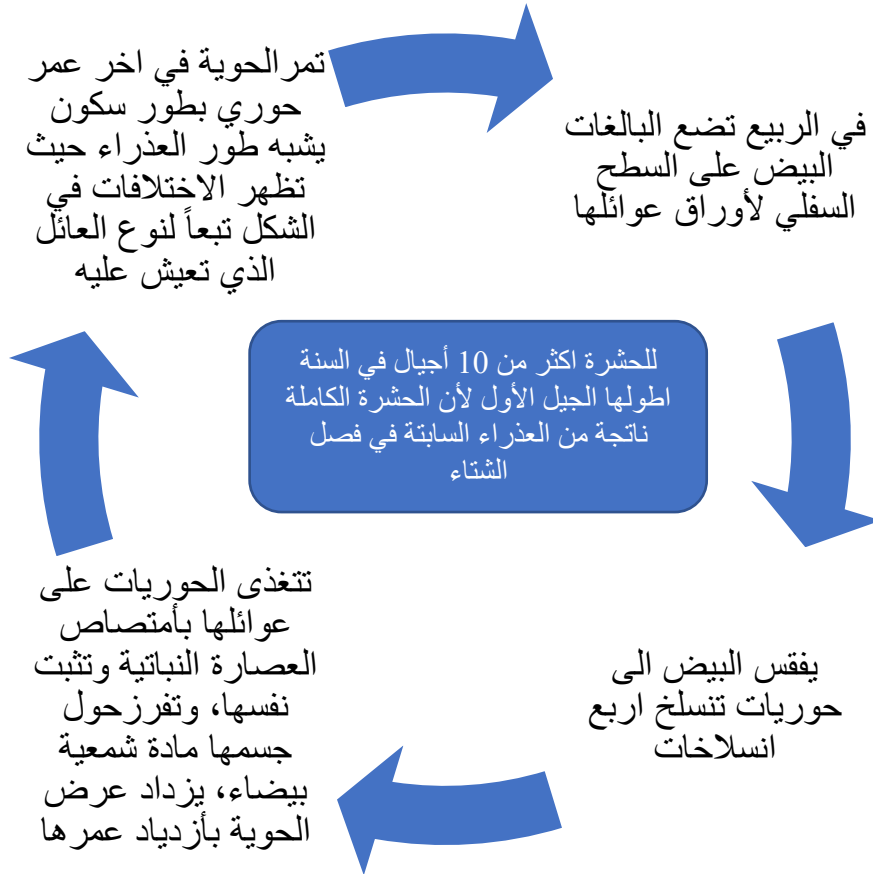 في الربيع تضع البالغات
البيض على السطح
السفلي لأوراق عوائلها
يفقس البيض الى
حوريات تنسلخ اربع
انسلاخات
تتغذى الحوريات على
عوائلها بأمتصاص
العصارة النباتية وتثبت
نفسها، وتفرزحول
جسمها مادة شمعية
بيضاء، يزداد عرض
الحوية بأزدياد عمرها
تمرالحوية في اخر عمر
حوري بطور سكون
يشبه طور العذراء حيث
تظهر الاختلافات في
الشكل تبعاً لنوع العائل
الذي تعيش عليه
للحشرة اكثر من 10 أجيال في السنة
اطولها الجيل الأول لأن الحشرة الكاملة
ناتجة من العذراء السابتة في فصل
الشتاء